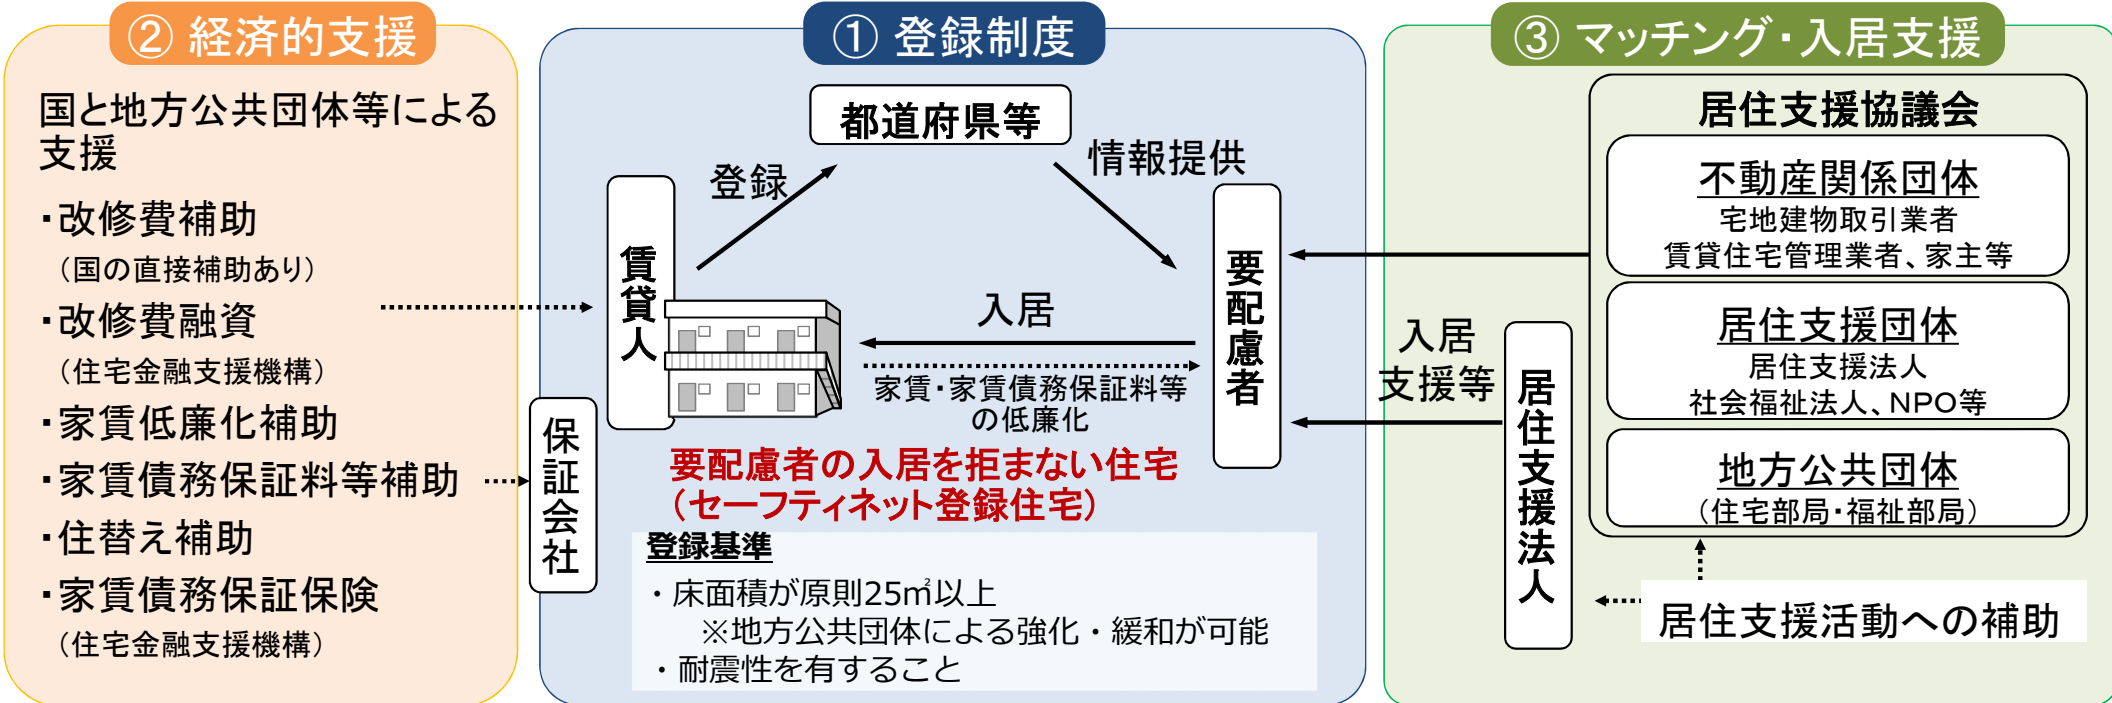 ② 経済的支援
国と地方公共団体等による
支援
・改修費補助
（国の直接補助あり）
・改修費融資
（住宅金融支援機構）
・家賃低廉化補助
・家賃債務保証料等補助
・住替え補助
・家賃債務保証保険
（住宅金融支援機構）
① 登録制度
都道府県等
登録
情報提供
賃貸人
要配慮者
入居
家賃・家賃債務保証料等
の低廉化
保証会社
要配慮者の入居を拒まない住宅
（セーフティネット登録住宅）
登録基準
・床面積が原則25㎡以上
※地方公共団体による強化・緩和が可能
・耐震性を有すること
③ マッチング・入居支援
居住支援協議会
不動産関係団体
宅地建物取引業者
賃貸住宅管理業者、家主等
居住支援団体
居住支援法人
社会福祉法人、NPO等
地方公共団体
（住宅部局・福祉部局）
入居
支援等
居住支援法人
居住支援活動への補助